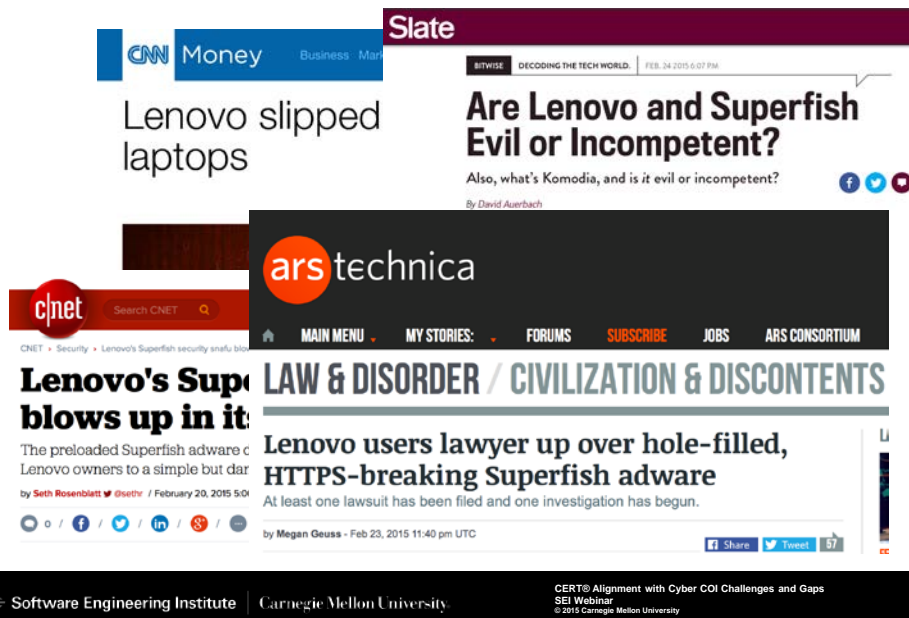 Slate
CNN Money Business
BITWISE DECODING THE TECH WORLD. FEB. 24 2015 6:07 PM
Lenovo slipped
laptops
Are Lenovo and Superfish
Evil or Incompetent?
Also, what's Komodia, and is it evil or incompetent?
By David Auerbach
ars technica
c|net Search CNET
MAIN MENU MY STORIES: FORUMS SUBSCRIBE JOBS ARS CONSORTIUM
CNET Security Lenovo's Superfish security snafu
LAW & DISORDER / CIVILIZATION & DISCONTENTS
Lenovo's
blows up in
The preloaded Superfish adware
Lenovo owners to a simple but
by Seth Rosenblatt @sethr / February 20, 2015
0 / f / / in / g+ /
Lenovo users lawyer up over hole-filled,
HTTPS-breaking Superfish adware
At least one lawsuit has been filed and one investigation has begun.
by Megan Geuss - Feb 23, 2015 11:40 pm UTC
Share Tweet 57
Software Engineering Institute | Carnegie Mellon University.
CERT® Alignment with Cyber COI Challenges and Gaps
SEI Webinar
© 2015 Carnegie Mellon University